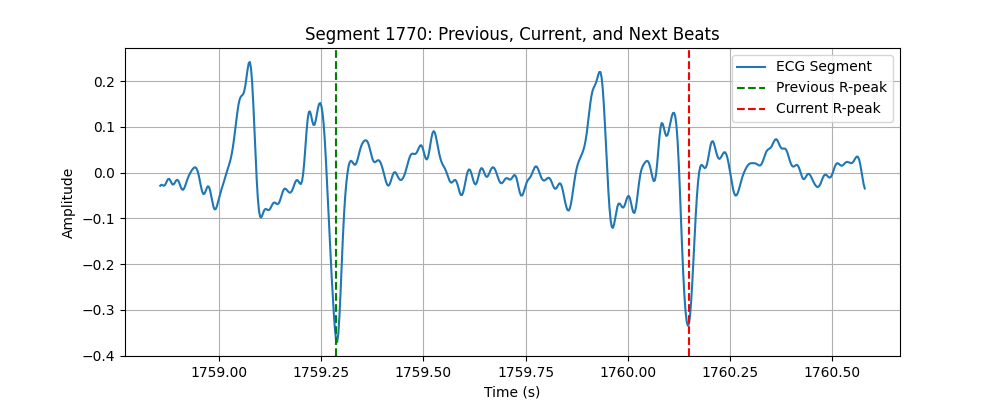 Segment 1770: Previous, Current, and Next Beats
ECG Segment
Previous R-peak
Current R-peak
0.2
0.1
0.0
−0.1
−0.2
−0.3
−0.4
Amplitude
1759.00 1759.25 1759.50 1759.75 1760.00 1760.25 1760.50
Time (s)